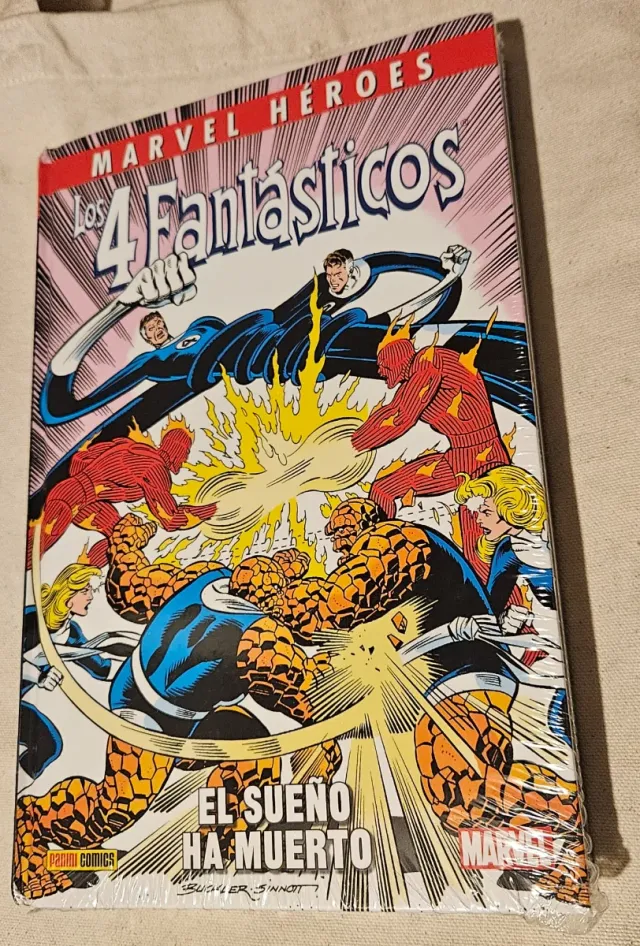 MARVEL HÉROES
Los 4 Fantásticos
EL SUEÑO
HA MUERTO
PANINI COMICS
MARVEL
BUCKLER·SINNOTT